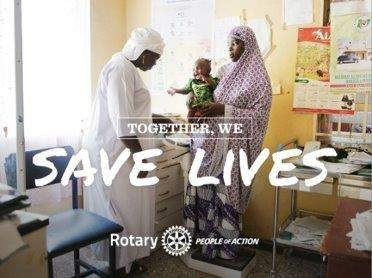 TOGETHER, WE
SAVE LIVES
Rotary PEOPLE OF ACTION